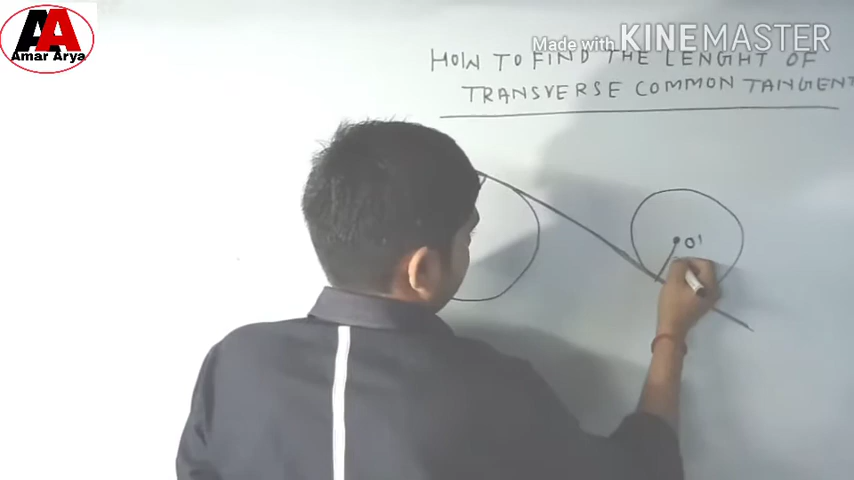 AA
Amar Arya
Made with KINEMASTER
HOW TO FIND THE LENGHT OF
TRANSVERSE COMMON TANGENT
O'